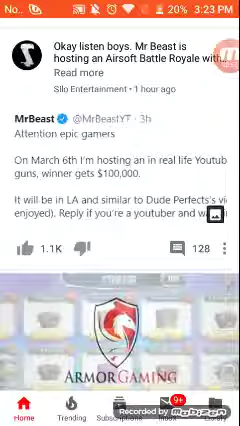 No...
20% 3:23 PM
Okay listen boys. Mr Beast is
hosting an Airsoft Battle Royale with
Read more
Sllo Entertainment • 1 hour ago
MrBeast @MrBeastYT · 3h
Attention epic gamers
On March 6th I'm hosting an in real life Youtub
guns, winner gets $100,000.
It will be in LA and similar to Dude Perfects's vi
enjoyed). Reply if you're a youtuber and w
1.1K
128
ARMORGAMING
9+
Home
Trending
Subscriptions
Inbox
Recorded by
MOBIZEN